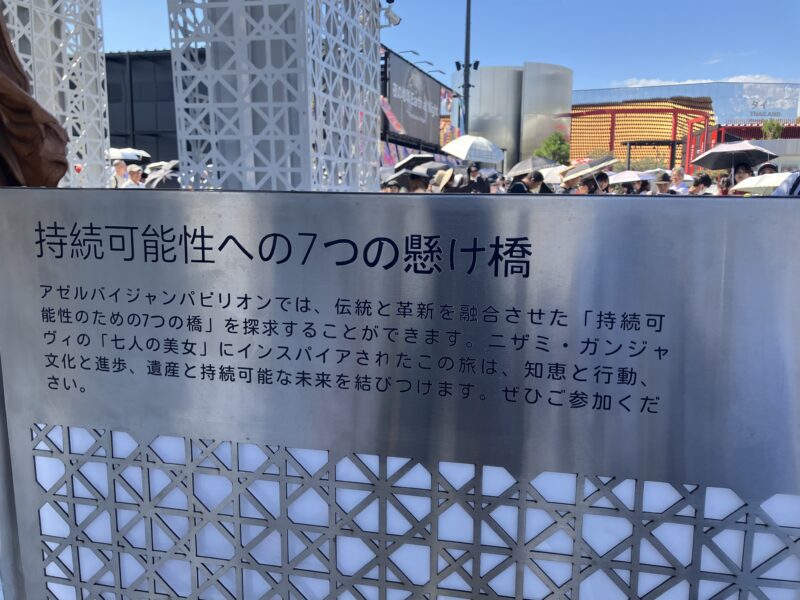 タイ
THAILAND
持続可能性への7つの懸け橋
アゼルバイジャンパビリオンでは、伝統と革新を融合させた「持続可
能性のための7つの橋」を探求することができます。ニザミ・ガンジャ
ヴィの「七人の美女」にインスパイアされたこの旅は、知恵と行動、
文化と進歩、遺産と持続可能な未来を結びつけます。ぜひご参加くだ
さい。